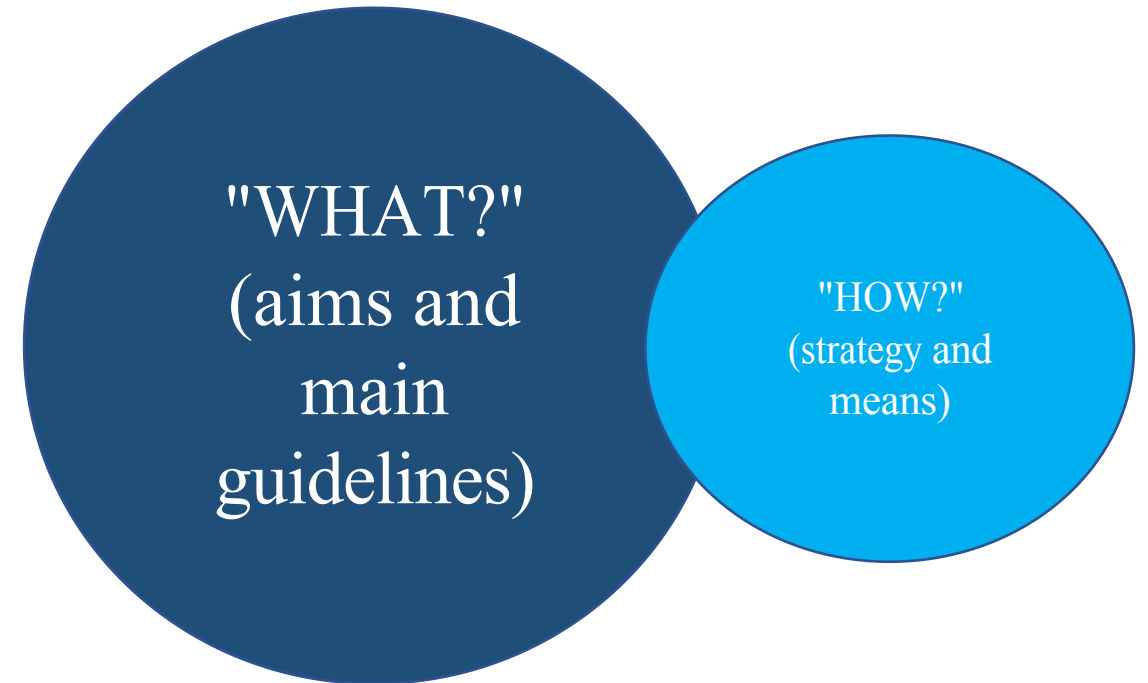 "WHAT?"
(aims and
main
guidelines)
"HOW?"
(strategy and
means)